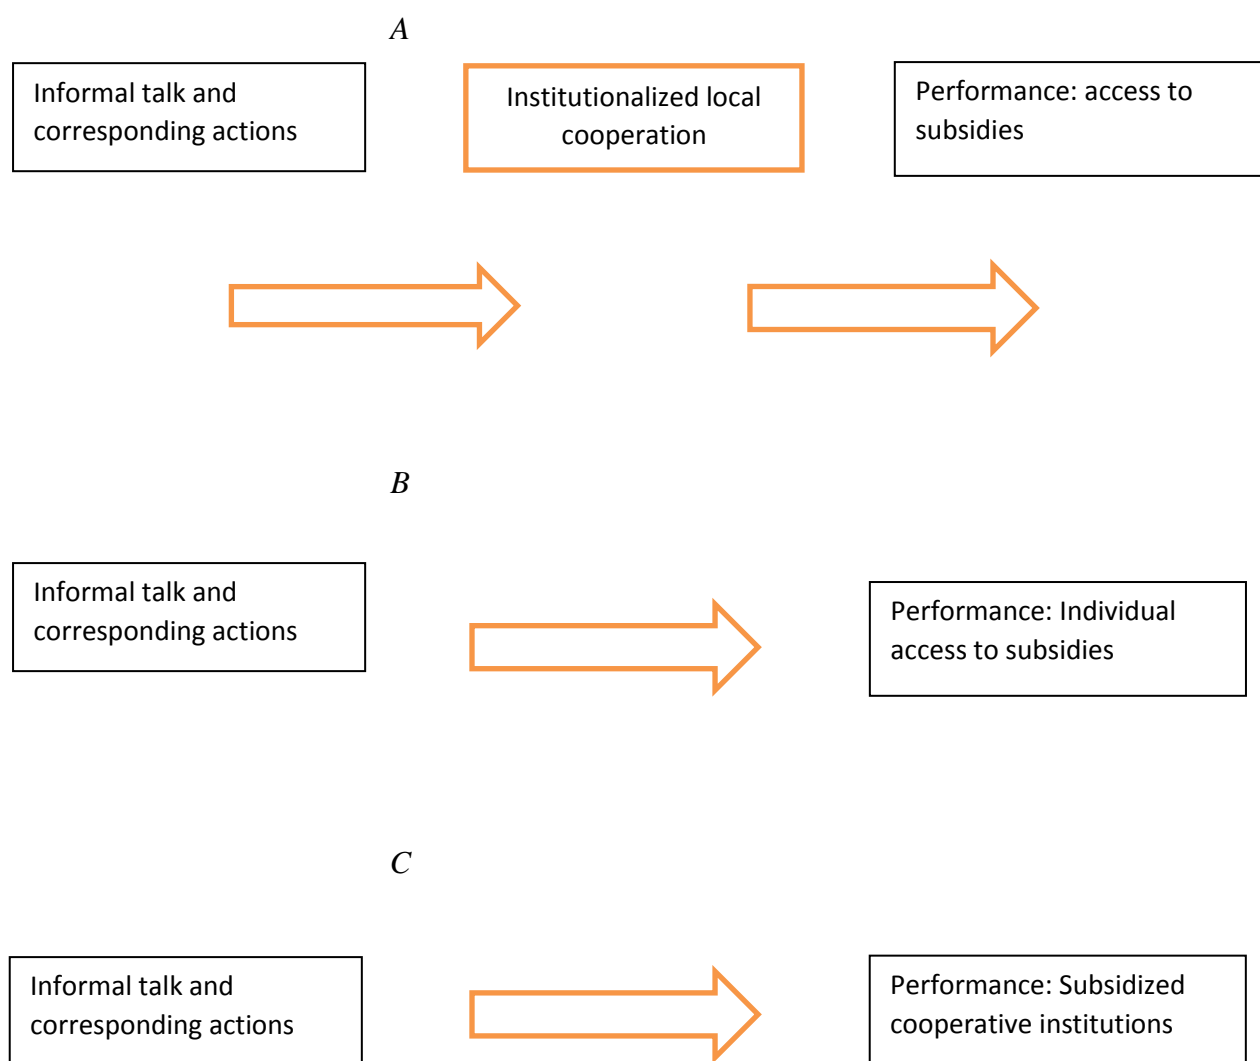 A
Informal talk and
corresponding actions
Institutionalized local
cooperation
Performance: access to
subsidies
B
Informal talk and
corresponding actions
Performance: Individual
access to subsidies
C
Informal talk and
corresponding actions
Performance: Subsidized
cooperative institutions